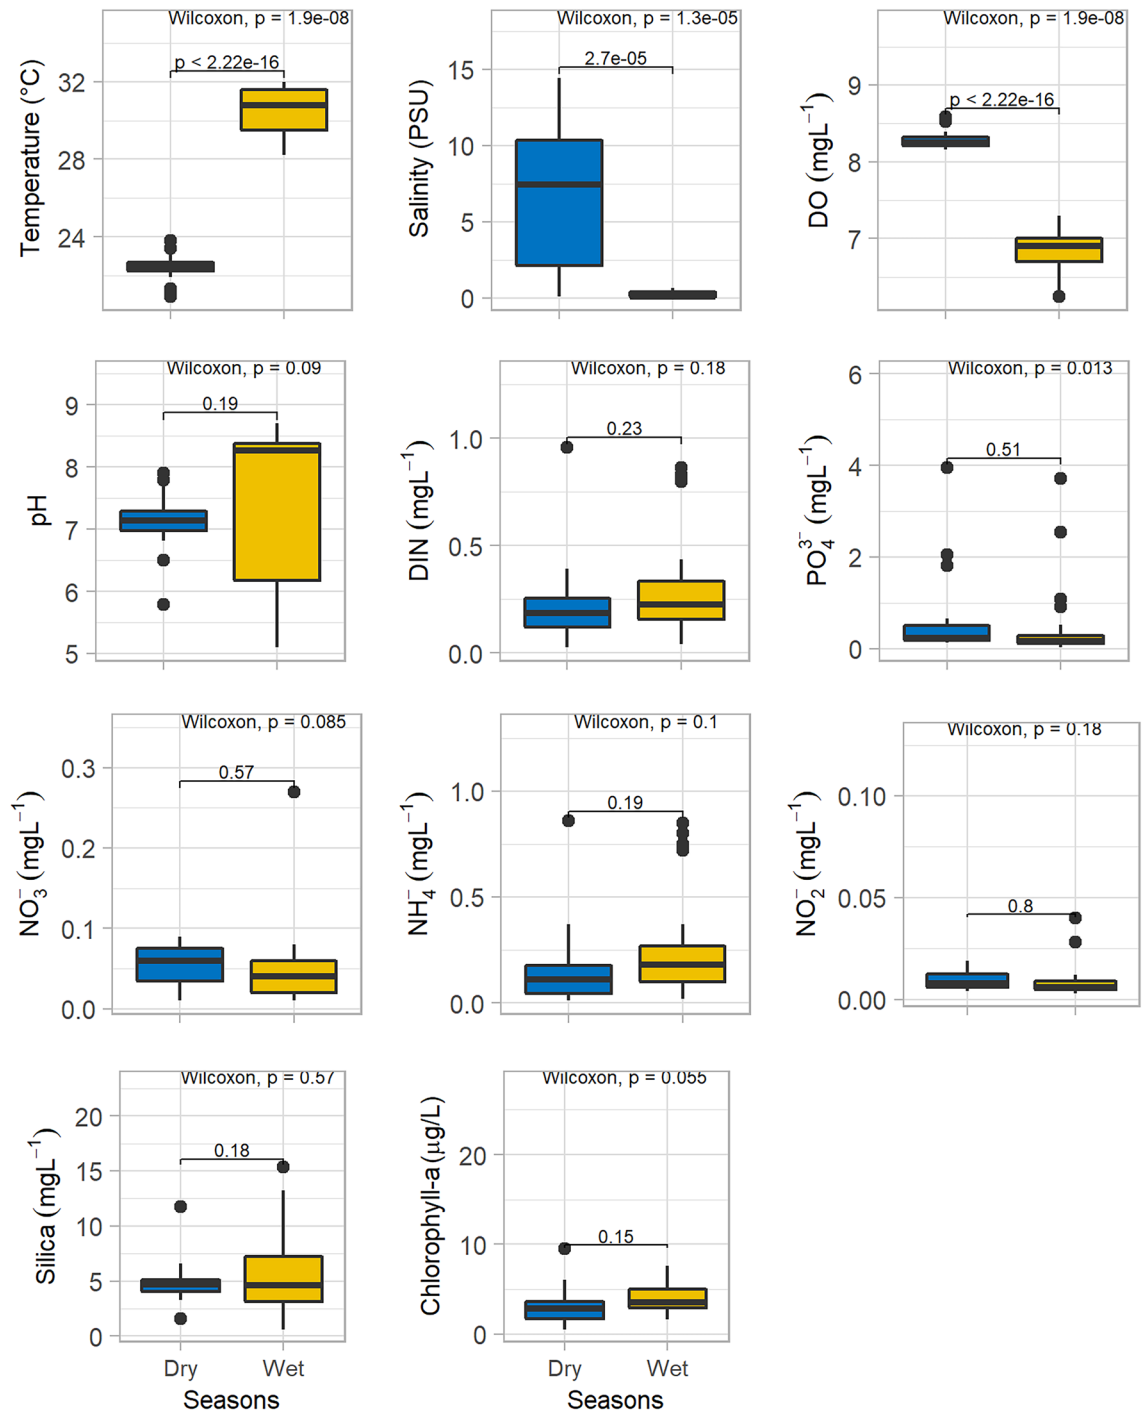 Wilcoxon, p = 1.9e-08
p < 2.22e-16
Temperature (°C)
32
28
24
Wilcoxon, p = 1.3e-05
2.7e-05
Salinity (PSU)
15
10
5
0
Wilcoxon, p = 1.9e-08
p < 2.22e-16
DO (mgL⁻¹)
9
8
7
Wilcoxon, p = 0.09
0.19
pH
9
8
7
6
5
Wilcoxon, p = 0.18
0.23
DIN (mgL⁻¹)
1.0
0.5
0.0
Wilcoxon, p = 0.013
0.51
PO₄³⁻ (mgL⁻¹)
6
4
2
0
Wilcoxon, p = 0.085
0.57
NO₃⁻ (mgL⁻¹)
0.3
0.2
0.1
0.0
Wilcoxon, p = 0.1
0.19
NH₄⁻ (mgL⁻¹)
1.0
0.5
0.0
Wilcoxon, p = 0.18
0.8
NO₂⁻ (mgL⁻¹)
0.10
0.05
0.00
Wilcoxon, p = 0.57
0.18
Silica (mgL⁻¹)
20
15
10
5
0
Dry Wet
Seasons
Wilcoxon, p = 0.055
0.15
Chlorophyll-a (μg/L)
20
10
0
Dry Wet
Seasons